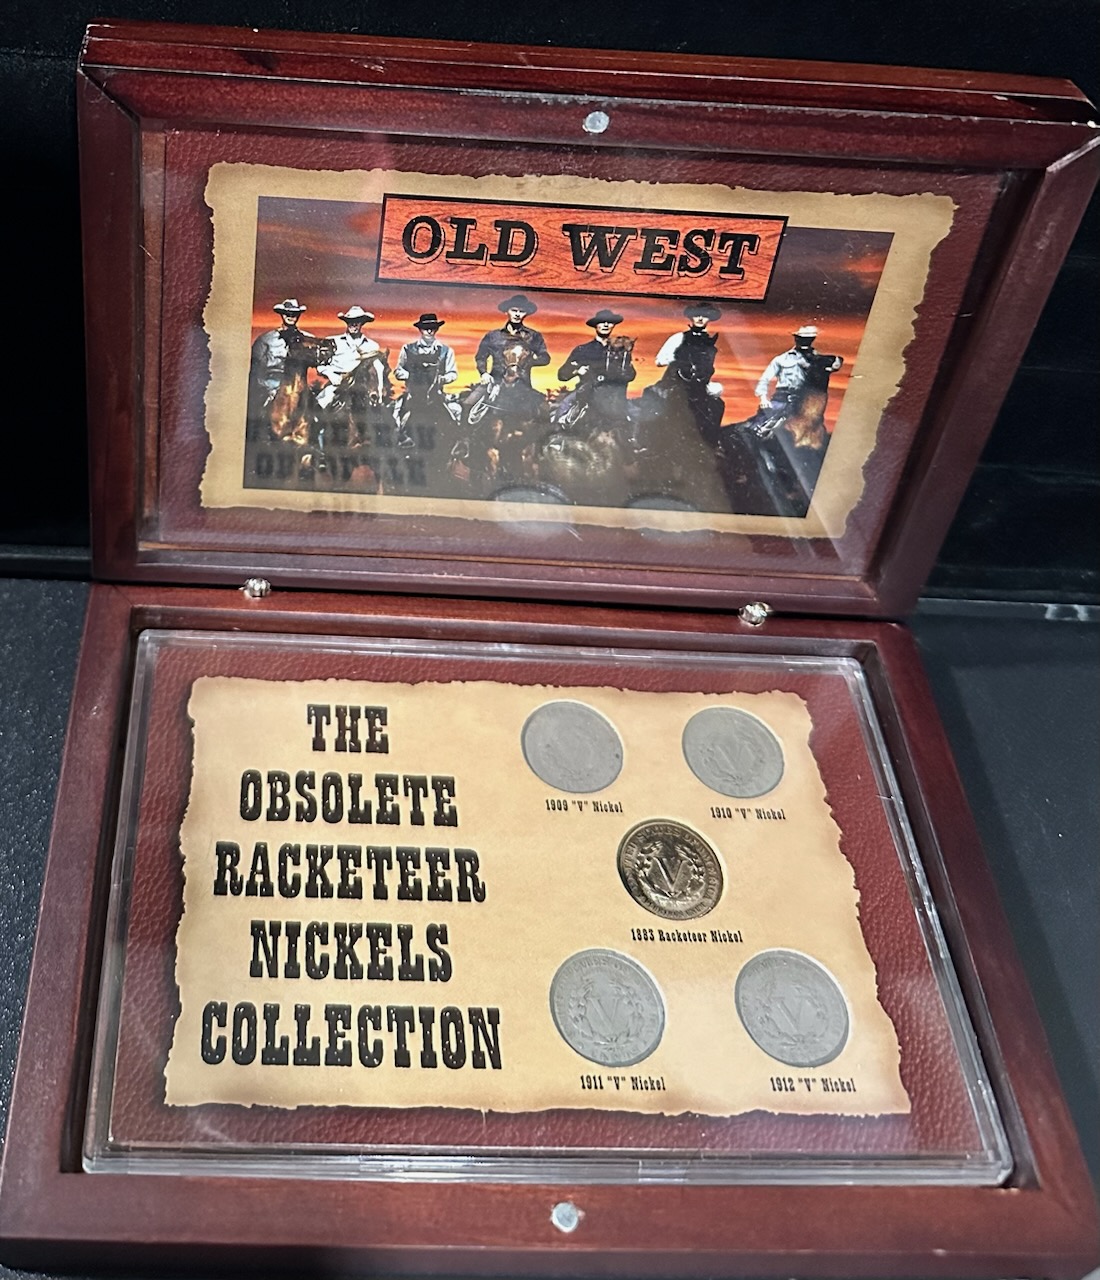 OLD WEST
THE
OBSOLETE
RACKETEER
NICKELS
COLLECTION
1909 "V" Nickel
1910 "V" Nickel
1883 Racketeer Nickel
1911 "V" Nickel
1912 "V" Nickel
V
V
V
V